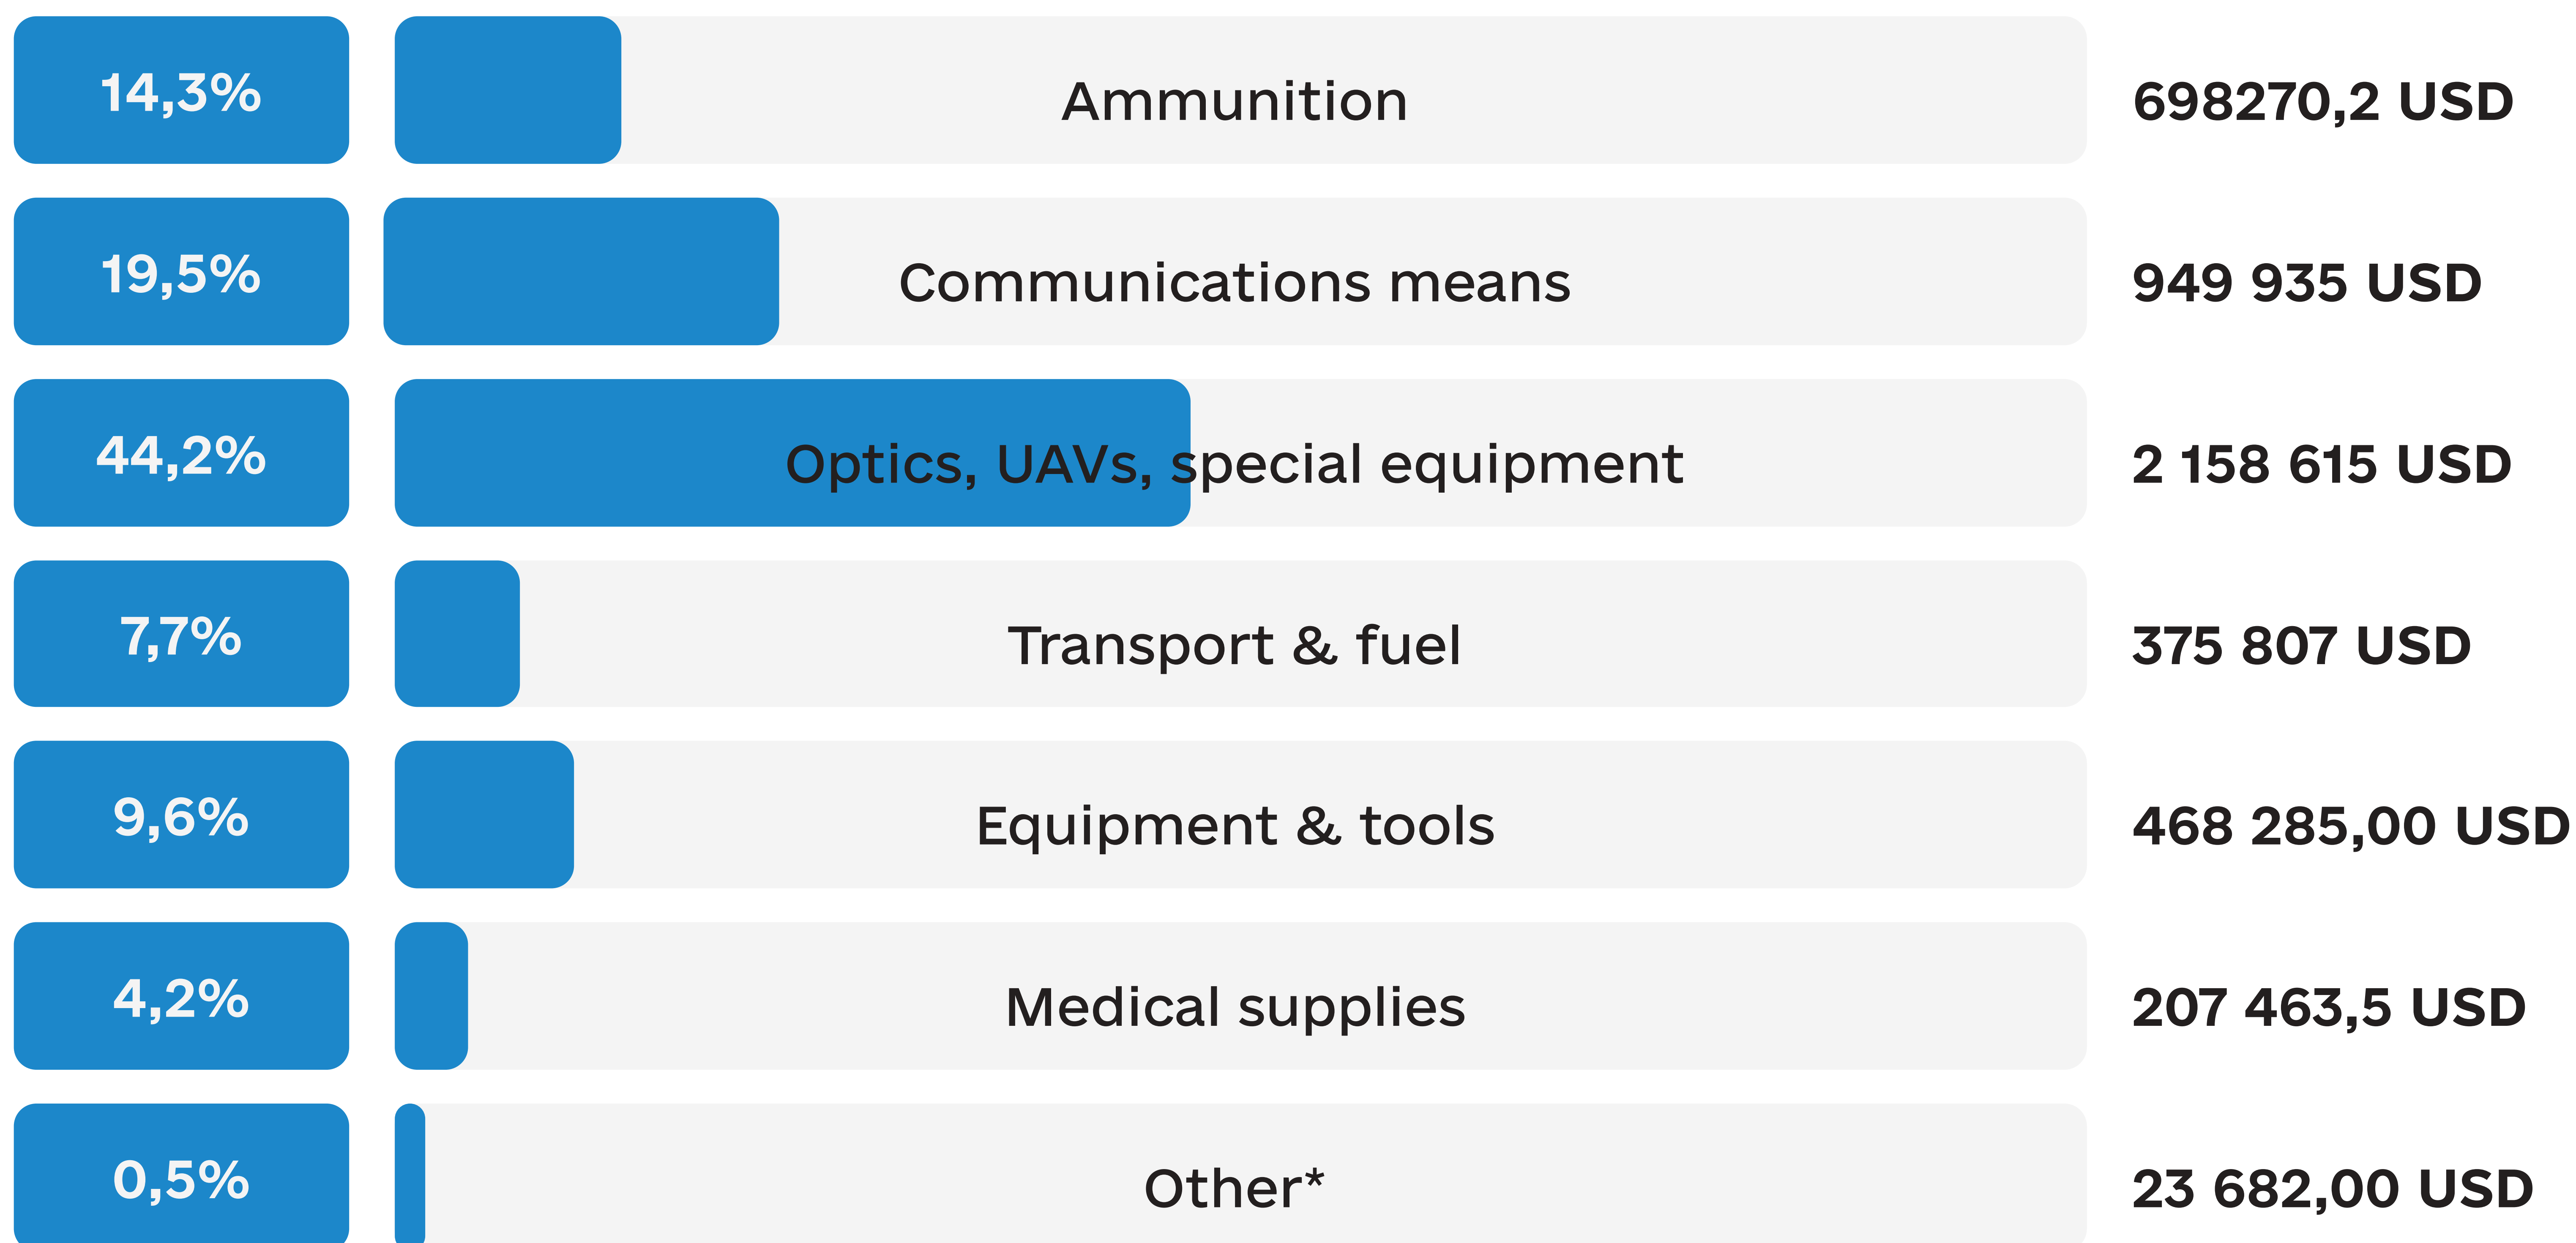 14,3% Ammunition 698270,2 USD
19,5% Communications means 949 935 USD
44,2% Optics, UAVs, special equipment 2 158 615 USD
7,7% Transport & fuel 375 807 USD
9,6% Equipment & tools 468 285,00 USD
4,2% Medical supplies 207 463,5 USD
0,5% Other* 23 682,00 USD